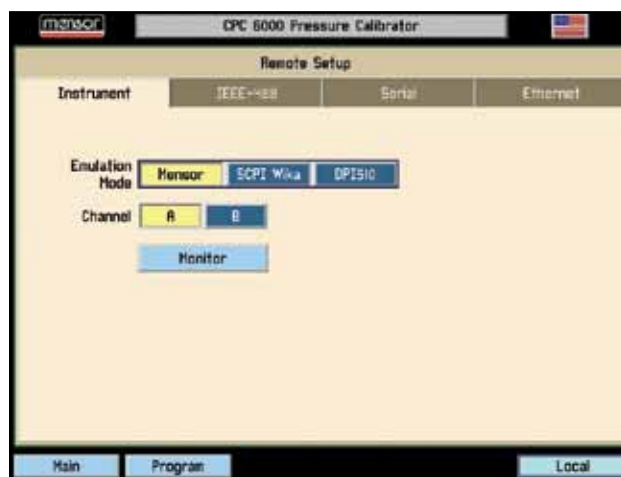 mensor CPC 6000 Pressure Calibrator
Remote Setup
Instrument IEEE-488 Serial Ethernet
Emulation Mode Mensor SCPI Wika DPI510
Channel A B
Monitor
Main Program Local